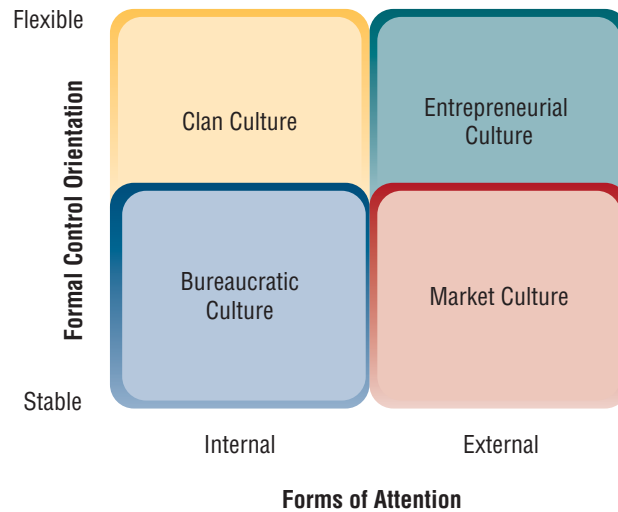 Flexible
Formal Control Orientation
Clan Culture
Entrepreneurial
Culture
Bureaucratic
Culture
Market Culture
Stable
Internal
External
Forms of Attention